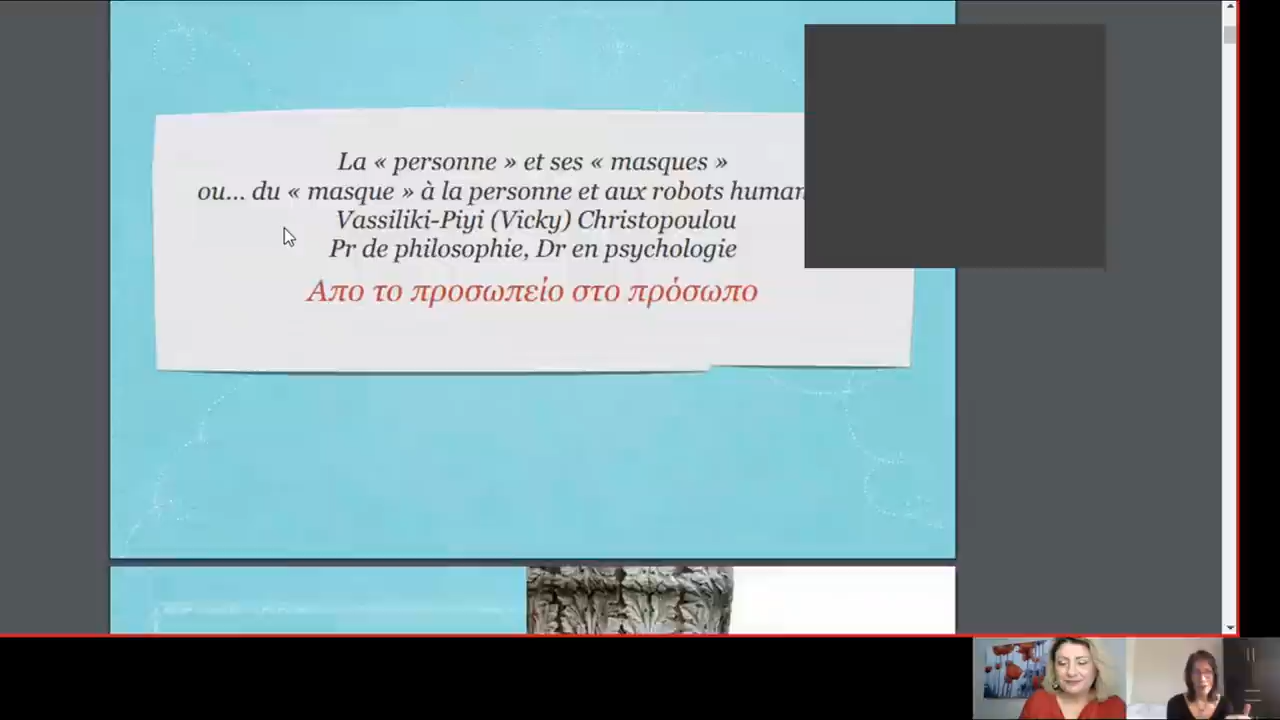 La « personne » et ses « masques »
ou... du « masque » à la personne et aux robots
Vassiliki-Piyi (Vicky) Christopoulou
Pr de philosophie, Dr en psychologie
Απο το προσωπείο στο πρόσωπο